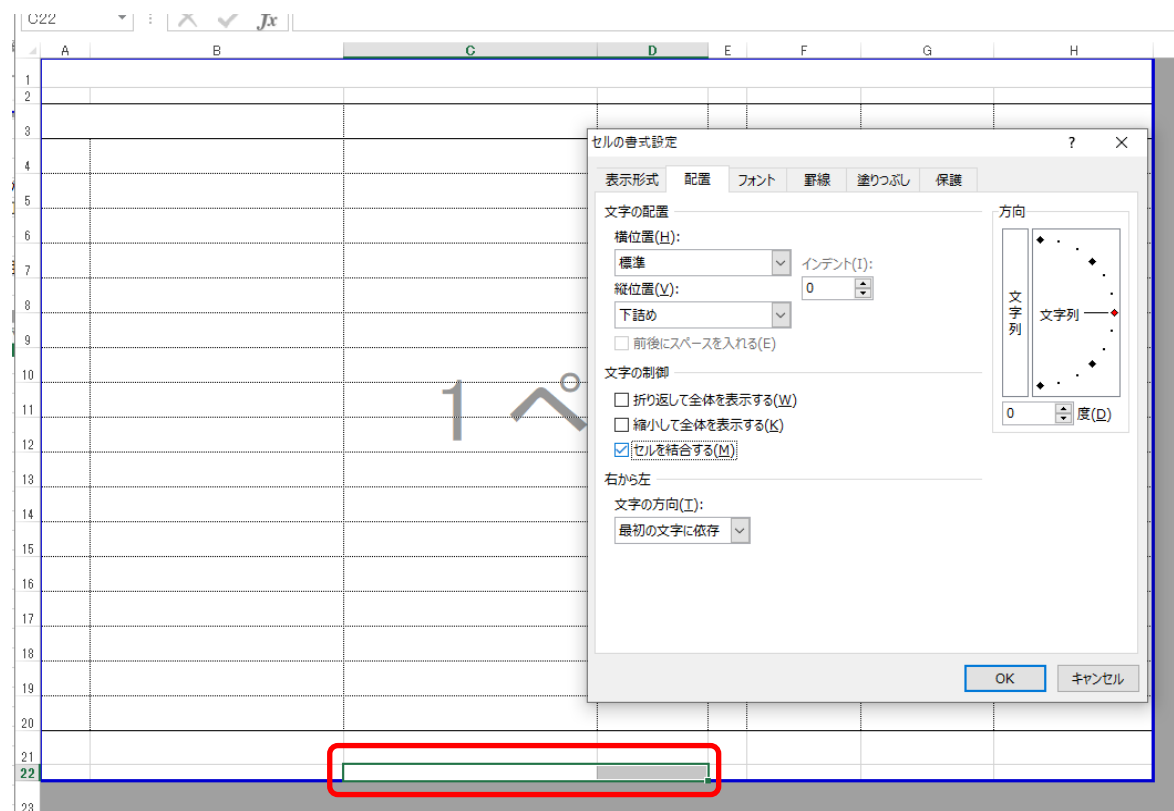 C22 fx
A B C D E F G H
1
2
3
4
5
6
7
8
9
10
11
12
13
14
15
16
17
18
19
20
21
22
23
1 ペ
セルの書式設定 ?
表示形式 配置 フォント 罫線 塗りつぶし 保護
文字の配置
横位置(H):
標準
インデント(I):
縦位置(V):
0
下詰め
前後にスペースを入れる(E)
文字の制御
折り返して全体を表示する(W)
縮小して全体を表示する(K)
セルを結合する(M)
右から左
文字の方向(T):
最初の文字に依存
方向
文字列
文字列
0 度(D)
OK キャンセル